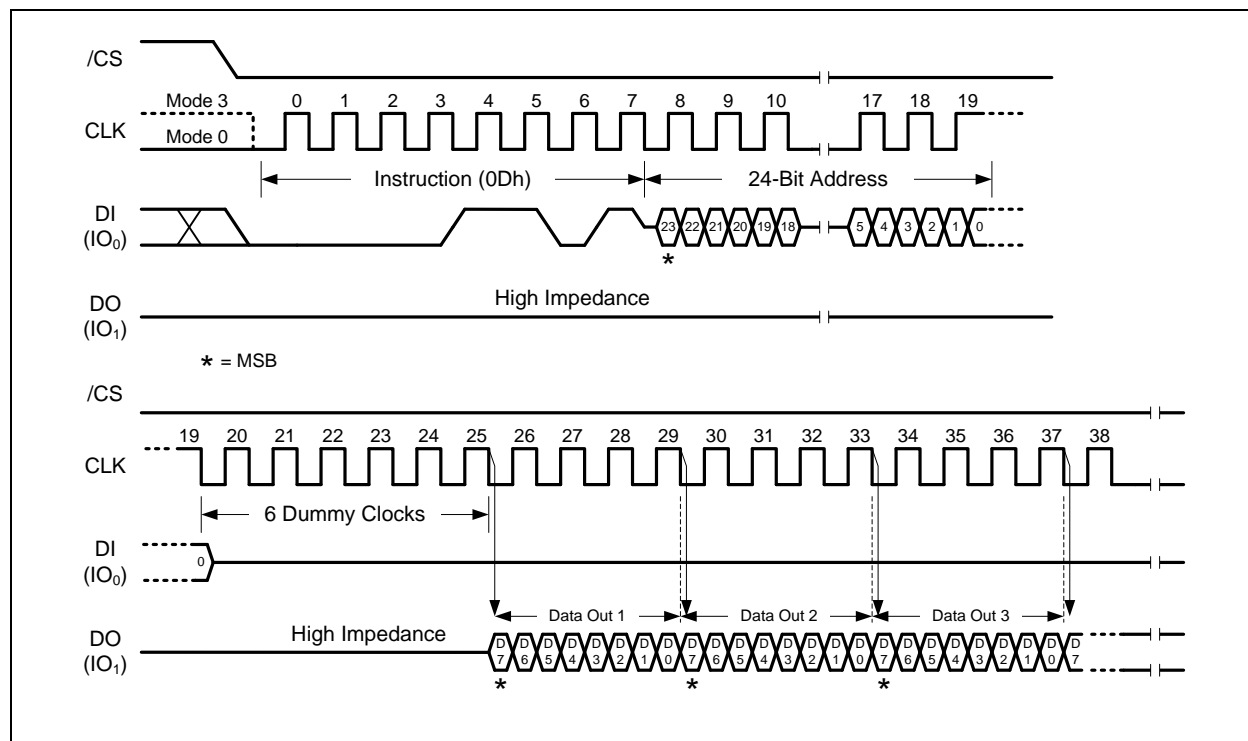 /CS
Mode 3
0 1 2 3 4 5 6 7 8 9 10 17 18 19
CLK
Mode 0
Instruction (0Dh)
24-Bit Address
DI
(IO0)
23 22 21 20 19 18 5 4 3 2 1 0
*
High Impedance
DO
(IO1)
* = MSB
/CS
19 20 21 22 23 24 25 26 27 28 29 30 31 32 33 34 35 36 37 38
CLK
6 Dummy Clocks
DI
(IO0)
0
Data Out 1
Data Out 2
Data Out 3
High Impedance
DO
(IO1)
D7 D6 D5 D4 D3 D2 D1 D0 D7 D6 D5 D4 D3 D2 D1 D0 D7 D6 D5 D4 D3 D2 D1 D0 D7
* * *